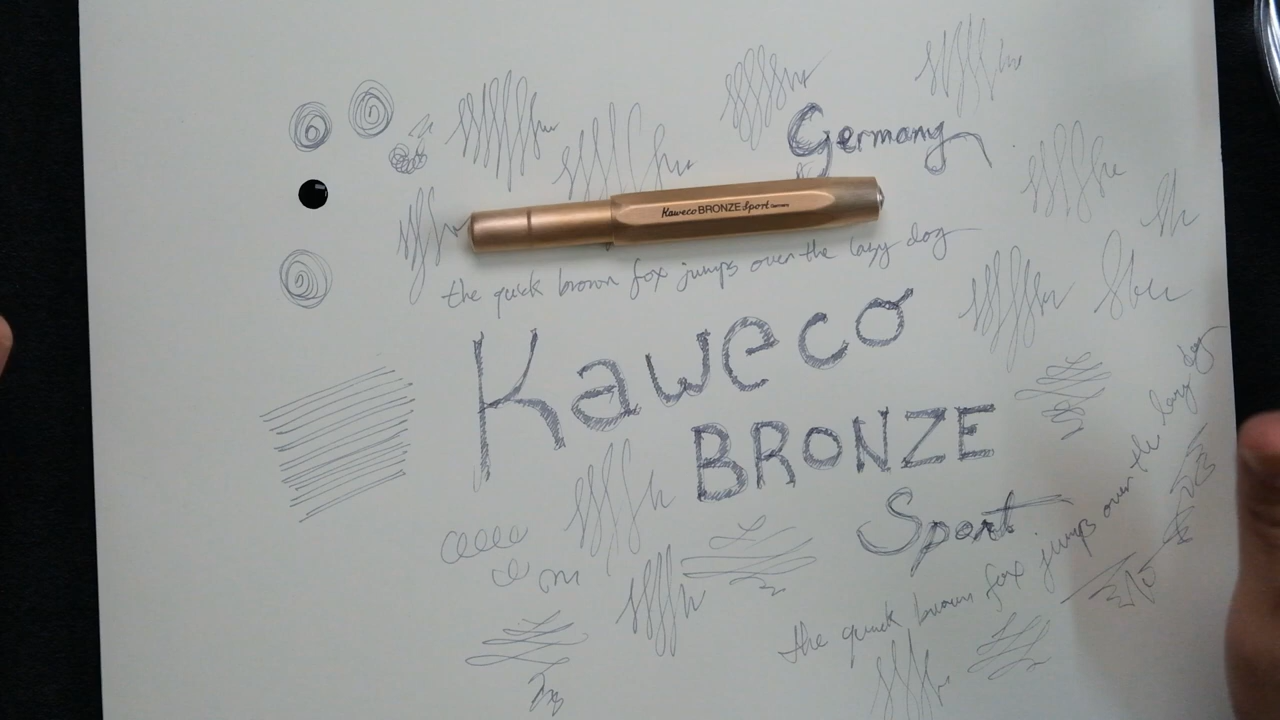 Germany
Kaweco BRONZE Sport Germany
the quick brown fox jumps over the lazy dog
Kaweco
BRONZE
Sport
the quick brown fox jumps over the lazy dog